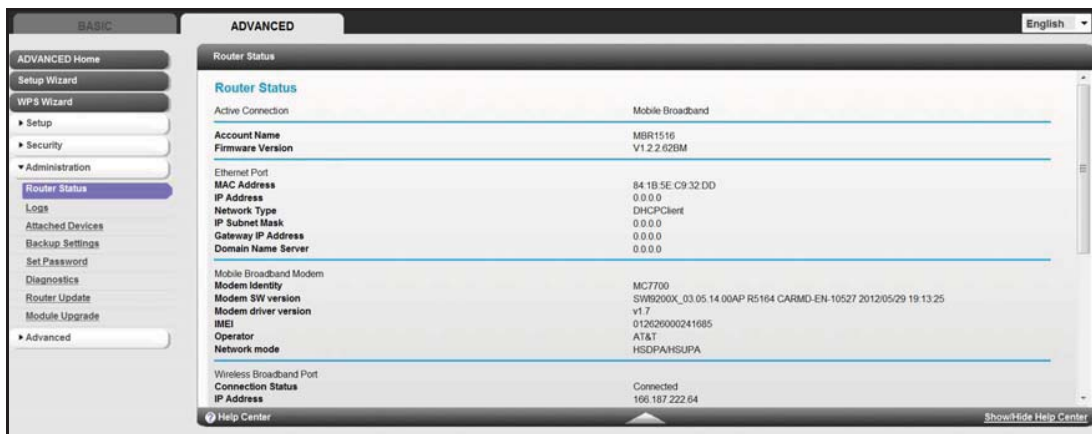 BASIC
ADVANCED
English
ADVANCED Home
Setup Wizard
WPS Wizard
Setup
Security
Administration
Router Status
Logs
Attached Devices
Backup Settings
Set Password
Diagnostics
Router Update
Module Upgrade
Advanced
Router Status
Router Status
Active Connection Mobile Broadband
Account Name MBR1516
Firmware Version V1.2.2.62BM
Ethernet Port
MAC Address 84:1B:5E:C9:32:DD
IP Address 0.0.0.0
Network Type DHCPClient
IP Subnet Mask 0.0.0.0
Gateway IP Address 0.0.0.0
Domain Name Server 0.0.0.0
Mobile Broadband Modem
Modem Identity MC7700
Modem SW version SWI9200X_03.05.14.00AP R5164 CARMD-EN-10527 2012/05/29 19:13:25
Modem driver version v1.7
IMEI 012626000241685
Operator AT&T
Network mode HSDPA/HSUPA
Wireless Broadband Port
Connection Status Connected
IP Address 166.187.222.64
Help Center
Show/Hide Help Center